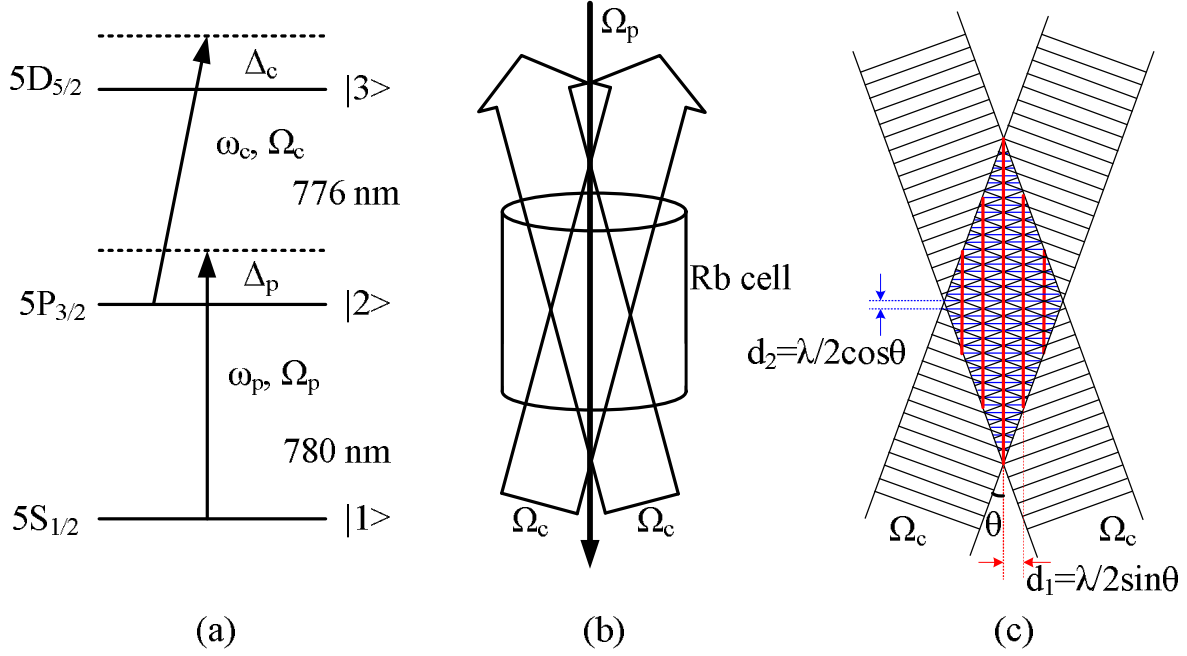 5D5/2
Δc
|3>
ωc, Ωc
776 nm
Δp
5P3/2
|2>
ωp, Ωp
780 nm
5S1/2
|1>
(a)
Ωp
Rb cell
Ωc
Ωc
(b)
d2=λ/2cosθ
θ
Ωc
Ωc
d1=λ/2sinθ
(c)